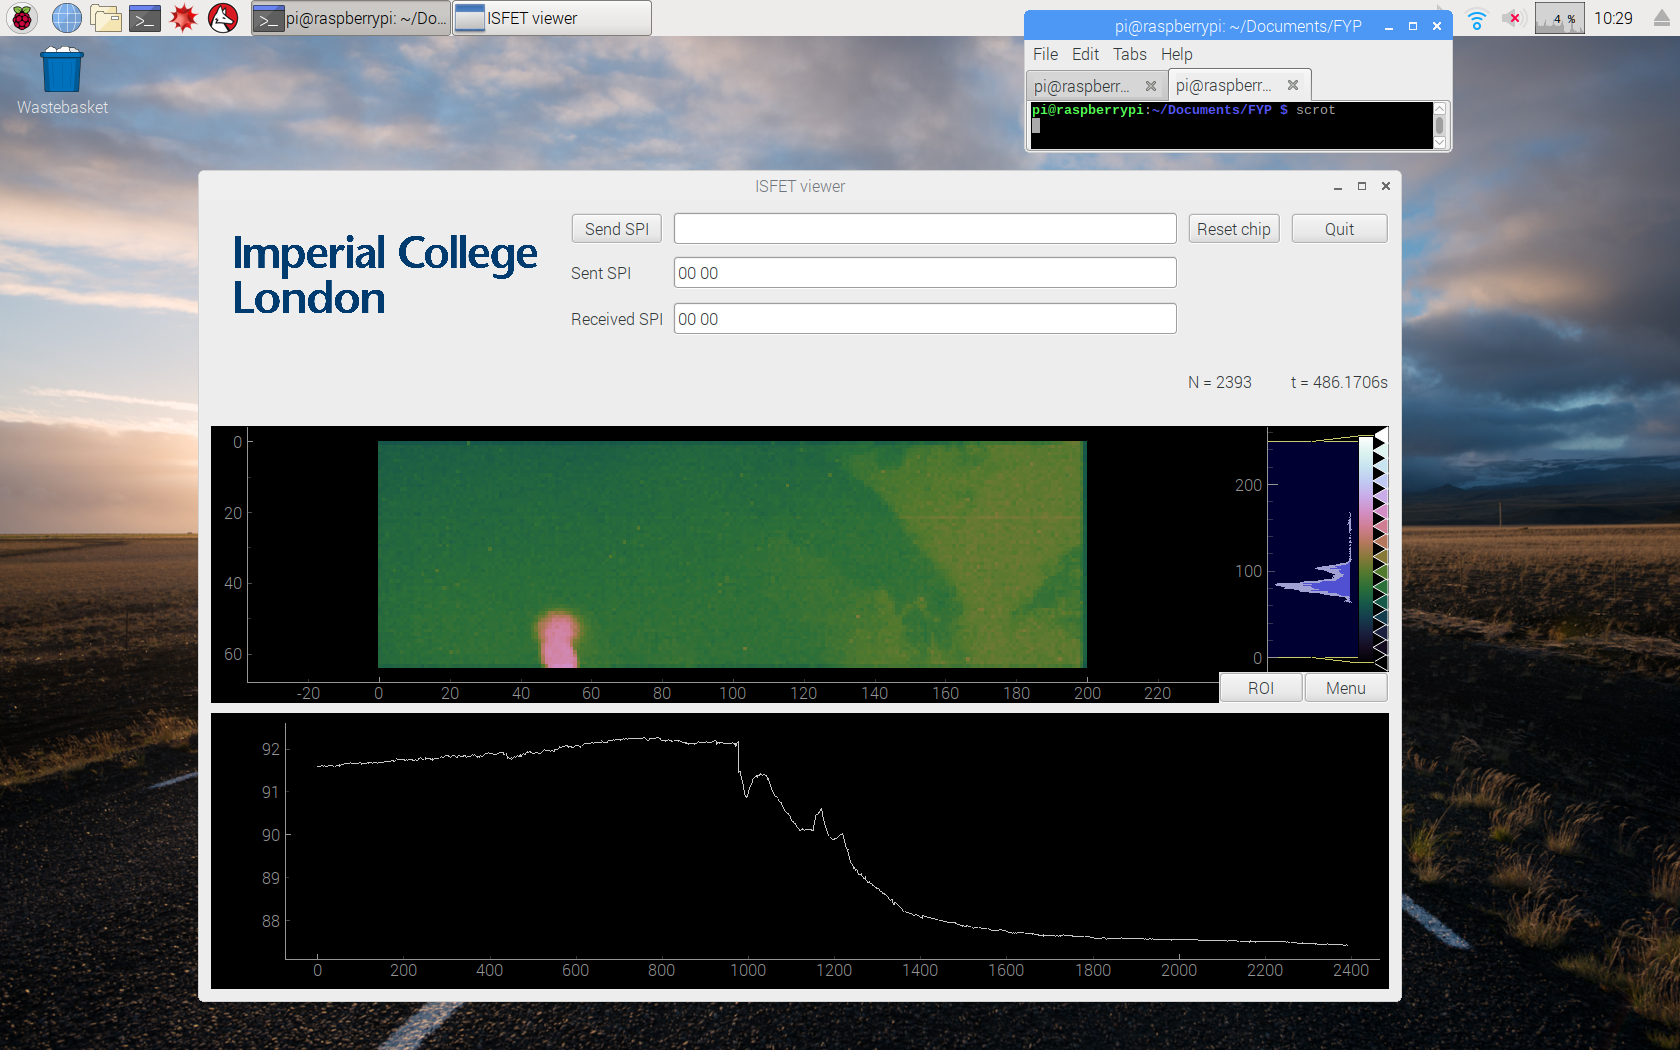 pi@raspberrypi: ~/Do...
ISFET viewer
4 %
10:29
Wastebasket
pi@raspberrypi: ~/Documents/FYP
File Edit Tabs Help
pi@raspberr...
pi@raspberr...
pi@raspberrypi:~/Documents/FYP $ scrot
ISFET viewer
Imperial College
London
Send SPI
Reset chip
Quit
Sent SPI
00 00
Received SPI
00 00
N = 2393
t = 486.1706s
0
20
40
60
-20 0 20 40 60 80 100 120 140 160 180 200 220
200
100
0
ROI
Menu
92
91
90
89
88
0 200 400 600 800 1000 1200 1400 1600 1800 2000 2200 2400